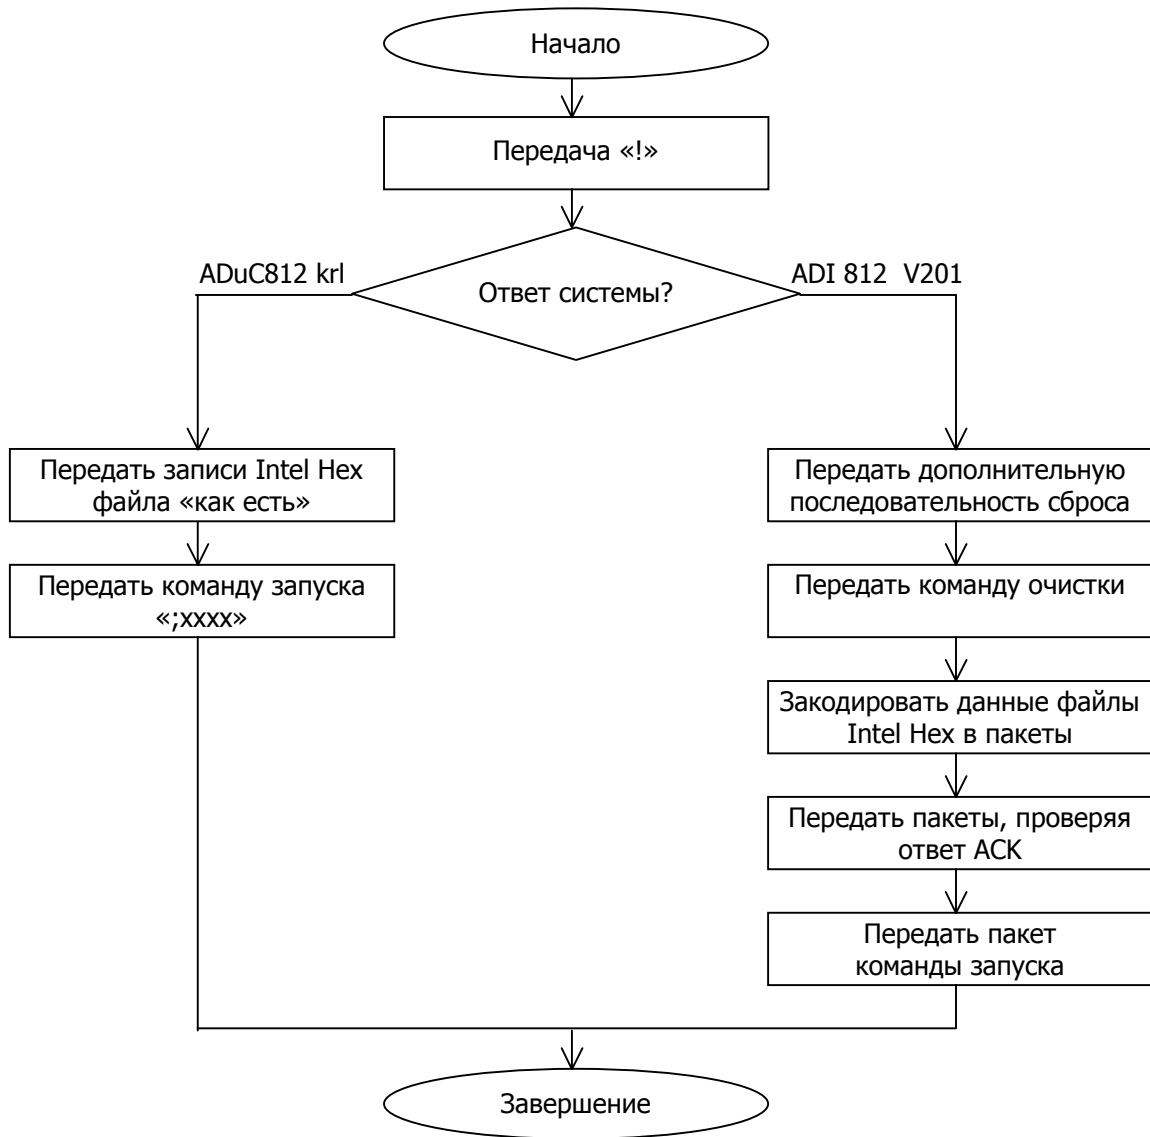 Начало
Передача «!»
ADuC812 krl
Ответ системы?
ADI 812  V201
Передать записи Intel Hex
файла «как есть»
Передать команду запуска
«;xxxx»
Передать дополнительную
последовательность сброса
Передать команду очистки
Закодировать данные файлы
Intel Hex в пакеты
Передать пакеты, проверяя
ответ ACK
Передать пакет
команды запуска
Завершение